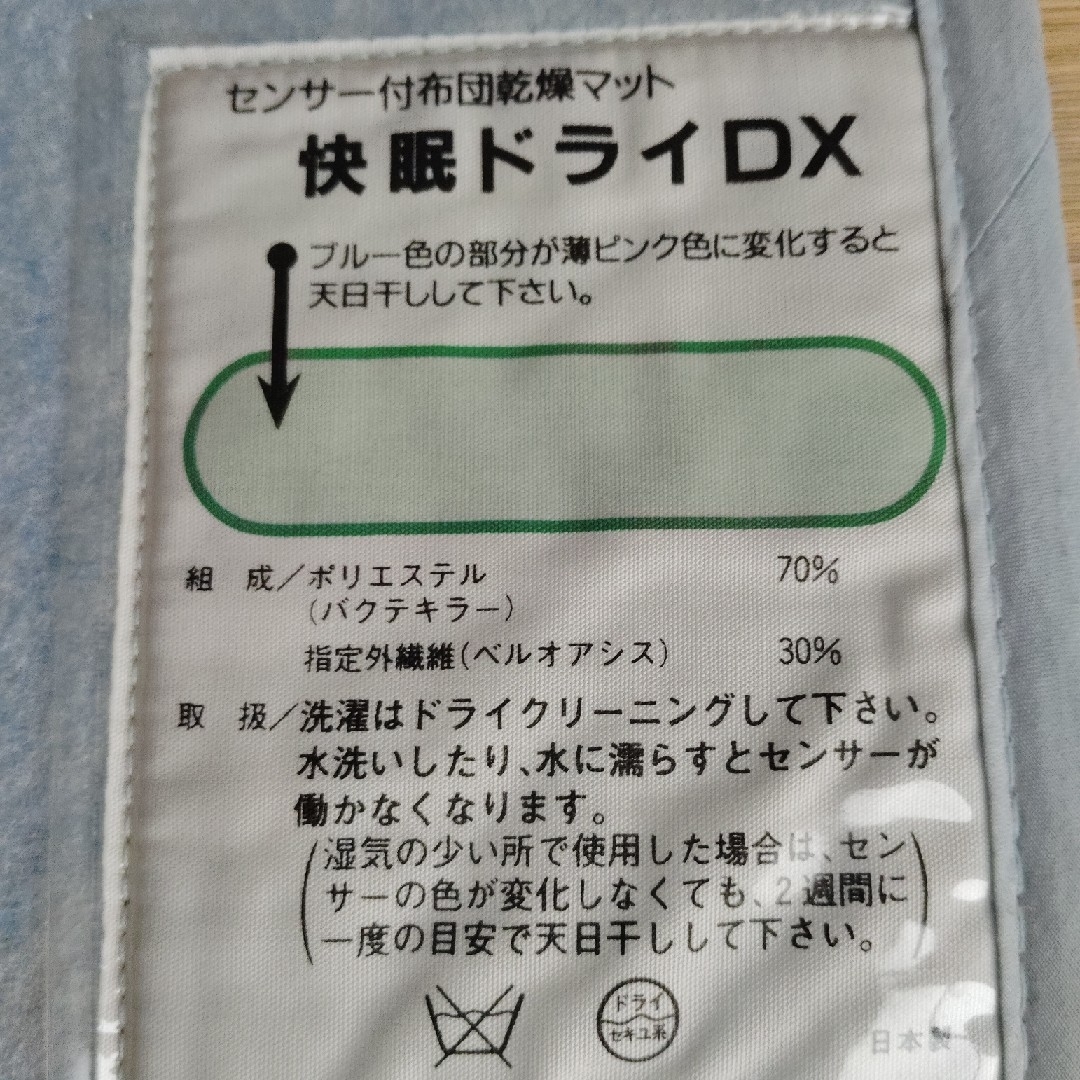 センサー付布団乾燥マット
快眠ドライDX
ブルー色の部分が薄ピンク色に変化すると
天日干しして下さい。
組 成／ポリエステル 70%
（バクテキラー）
指定外繊維（ベルオアシス） 30%
取 扱／洗濯はドライクリーニングして下さい。
水洗いしたり、水に濡らすとセンサーが
働かなくなります。
（湿気の少い所で使用した場合は、セン
サーの色が変化しなくても、2週間に
一度の目安で天日干しして下さい。）
ドライ
セキユ系
日本製